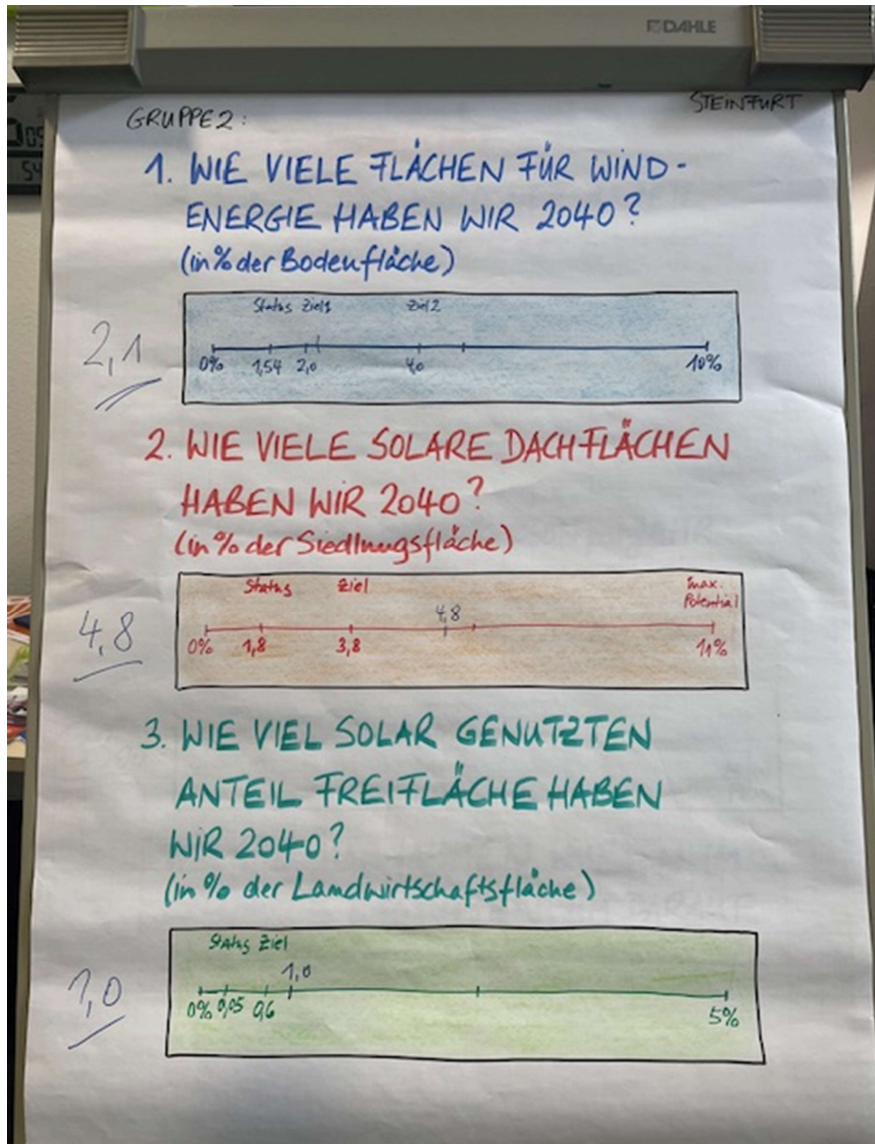 DAHLE
STEINFURT
GRUPPE 2:
1. WIE VIELE FLÄCHEN FÜR WIND-
ENERGIE HABEN WIR 2040?
(in % der Bodenfläche)
Status Ziel1 Ziel2
0% 1,54 2,0 4,0 10%
2,1
2. WIE VIELE SOLARE DACHFLÄCHEN
HABEN WIR 2040?
(in % der Siedlungsfläche)
Status Ziel max.
Potential
4,8
0% 1,8 3,8 11%
4,8
3. WIE VIEL SOLAR GENUTZTEN
ANTEIL FREIFLÄCHE HABEN
WIR 2040?
(in % der Landwirtschaftsfläche)
Status Ziel
1,0
0% 0,05 0,6 5%
1,0